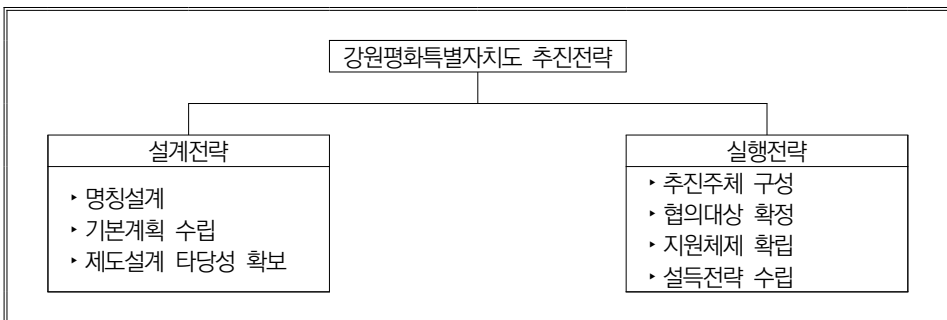 강원평화특별자치도 추진전략
설계전략
‣ 명칭설계
‣ 기본계획 수립
‣ 제도설계 타당성 확보
실행전략
‣ 추진주체 구성
‣ 협의대상 확정
‣ 지원체제 확립
‣ 설득전략 수립